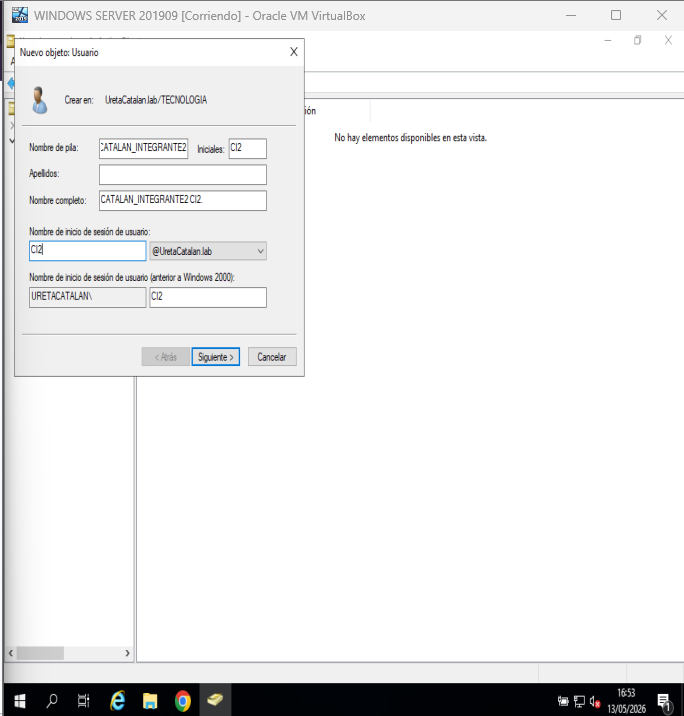 WINDOWS SERVER 201909 [Corriendo] - Oracle VM VirtualBox
Nuevo objeto: Usuario
Crear en: UretaCatalan.lab/TECNOLOGIA
Nombre de pila: CATALAN_INTEGRANTE2 Iniciales: CI2
Apellidos:
Nombre completo: CATALAN_INTEGRANTE2 CI2.
Nombre de inicio de sesión de usuario:
CI2 @UretaCatalan.lab
Nombre de inicio de sesión de usuario (anterior a Windows 2000):
URETACATALAN\ CI2
< Atrás Siguiente > Cancelar
ión
No hay elementos disponibles en esta vista.
16:53
13/05/2026
1